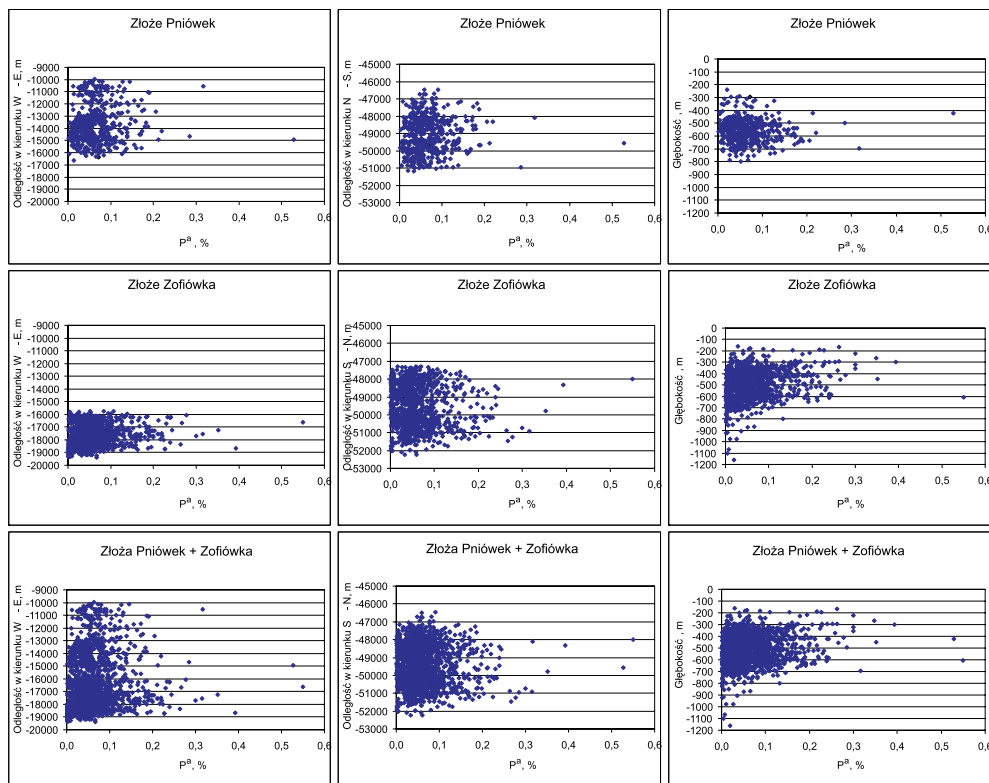 Złoże Pniówek
Odległość w kierunku W - E, m
-9000
-10000
-11000
-12000
-13000
-14000
-15000
-16000
-17000
-18000
-19000
-20000
0,0 0,1 0,2 0,3 0,4 0,5 0,6
Pª, %
Złoże Pniówek
Odległość w kierunku N - S, m
-45000
-46000
-47000
-48000
-49000
-50000
-51000
-52000
-53000
0,0 0,1 0,2 0,3 0,4 0,5 0,6
Pª, %
Złoże Pniówek
Głębokość, m
0
-100
-200
-300
-400
-500
-600
-700
-800
-900
-1000
-1100
-1200
0,0 0,1 0,2 0,3 0,4 0,5 0,6
Pª, %
Złoże Zofiówka
Odległość w kierunku W - E, m
-9000
-10000
-11000
-12000
-13000
-14000
-15000
-16000
-17000
-18000
-19000
-20000
0,0 0,1 0,2 0,3 0,4 0,5 0,6
Pª, %
Złoże Zofiówka
Odległość w kierunku S - N, m
-45000
-46000
-47000
-48000
-49000
-50000
-51000
-52000
-53000
0,0 0,1 0,2 0,3 0,4 0,5 0,6
Pª, %
Złoże Zofiówka
Głębokość, m
0
-100
-200
-300
-400
-500
-600
-700
-800
-900
-1000
-1100
-1200
0,0 0,1 0,2 0,3 0,4 0,5 0,6
Pª, %
Złoża Pniówek + Zofiówka
Odległość w kierunku W - E, m
-9000
-10000
-11000
-12000
-13000
-14000
-15000
-16000
-17000
-18000
-19000
-20000
0,0 0,1 0,2 0,3 0,4 0,5 0,6
Pª, %
Złoża Pniówek + Zofiówka
Odległość w kierunku S - N, m
-45000
-46000
-47000
-48000
-49000
-50000
-51000
-52000
-53000
0,0 0,1 0,2 0,3 0,4 0,5 0,6
Pª, %
Złoża Pniówek + Zofiówka
Głębokość, m
0
-100
-200
-300
-400
-500
-600
-700
-800
-900
-1000
-1100
-1200
0,0 0,1 0,2 0,3 0,4 0,5 0,6
Pª, %